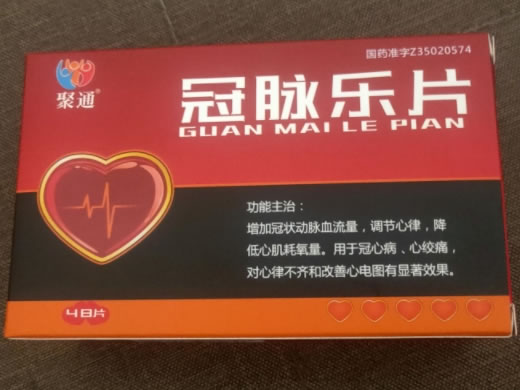 国药准字Z35020574
聚通®
冠脉乐片
GUAN MAI LE PIAN
功能主治：
增加冠状动脉血流量，调节心律，降
低心肌耗氧量。用于冠心病、心绞痛，
对心律不齐和改善心电图有显著效果。
48片